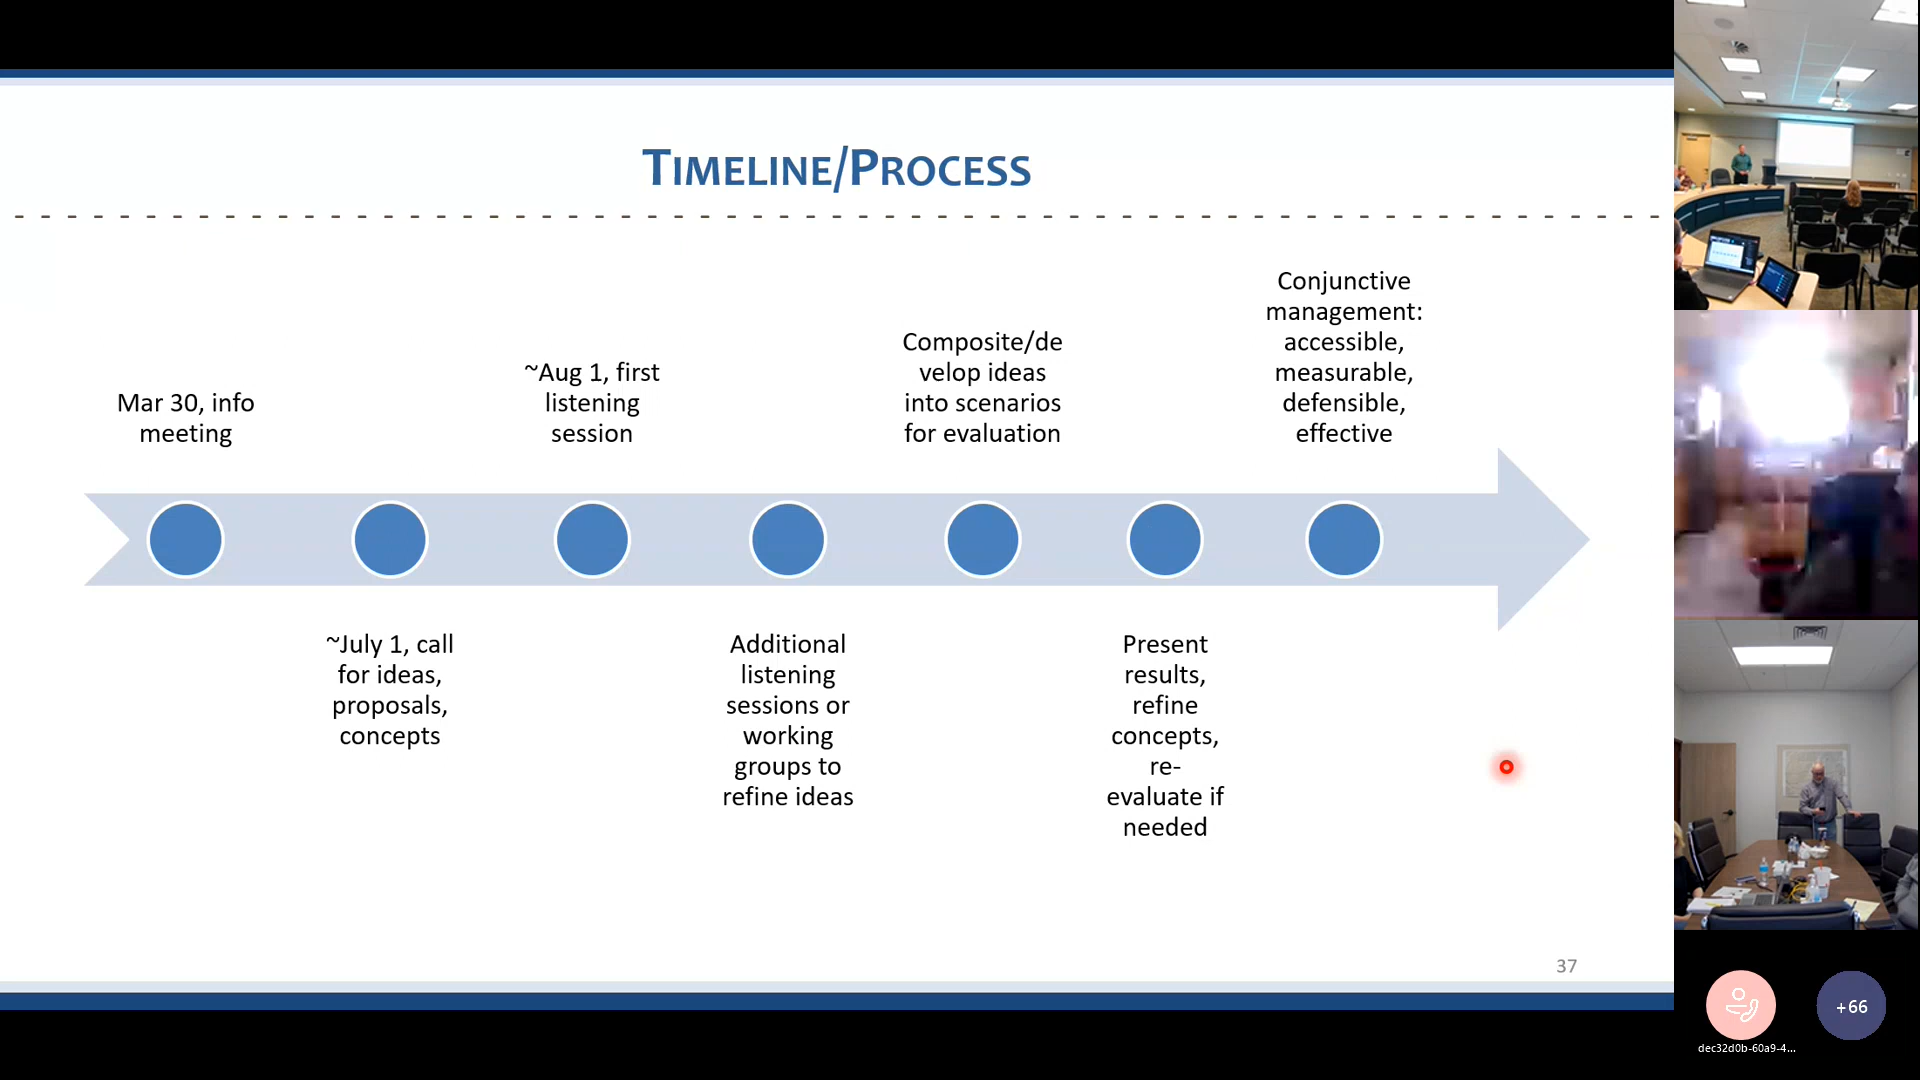 TIMELINE/PROCESS
Mar 30, info
meeting
~July 1, call
for ideas,
proposals,
concepts
~Aug 1, first
listening
session
Additional
listening
sessions or
working
groups to
refine ideas
Composite/de
velop ideas
into scenarios
for evaluation
Present
results,
refine
concepts,
re-
evaluate if
needed
Conjunctive
management:
accessible,
measurable,
defensible,
effective
37
dec32d0b-60a9-4...
+66